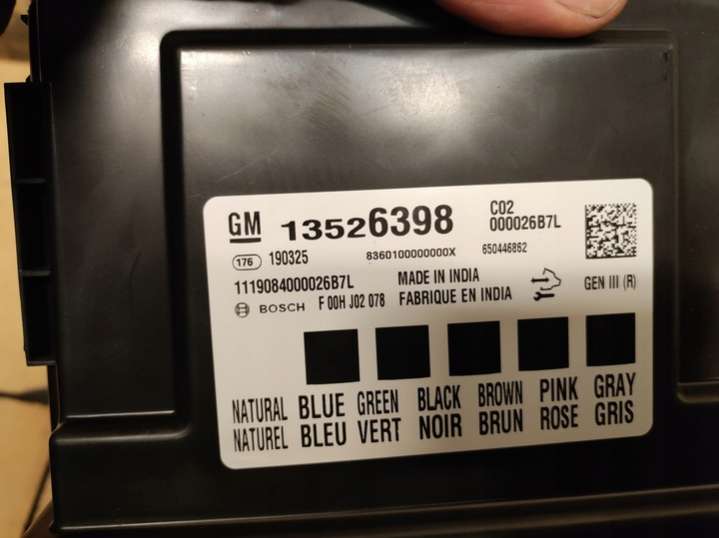 GM 13526398 C02
000026B7L
176 190325 8360100000000X 650446862
1119084000026B7L MADE IN INDIA GEN III (R)
BOSCH F 00H J02 078 FABRIQUE EN INDIA
NATURAL BLUE GREEN BLACK BROWN PINK GRAY
NATUREL BLEU VERT NOIR BRUN ROSE GRIS